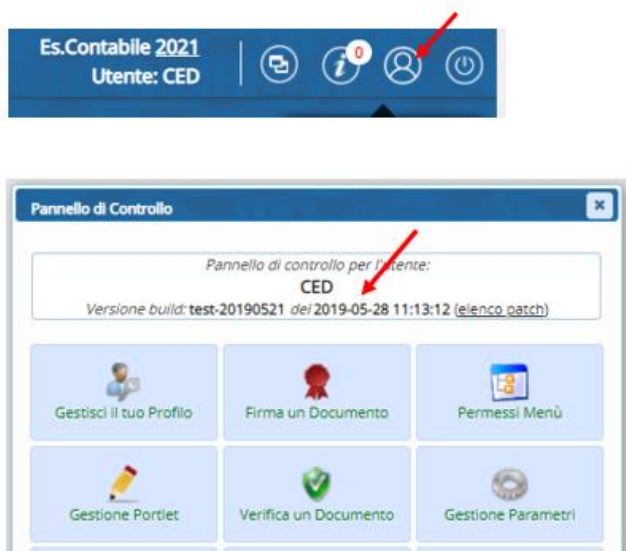 Es.Contabile 2021
Utente: CED
0
Pannello di Controllo
Pannello di controllo per l'utente:
CED
Versione build: test-20190521 del 2019-05-28 11:13:12 (elenco patch)
Gestisci il tuo Profilo
Firma un Documento
Permessi Menù
Gestione Portlet
Verifica un Documento
Gestione Parametri